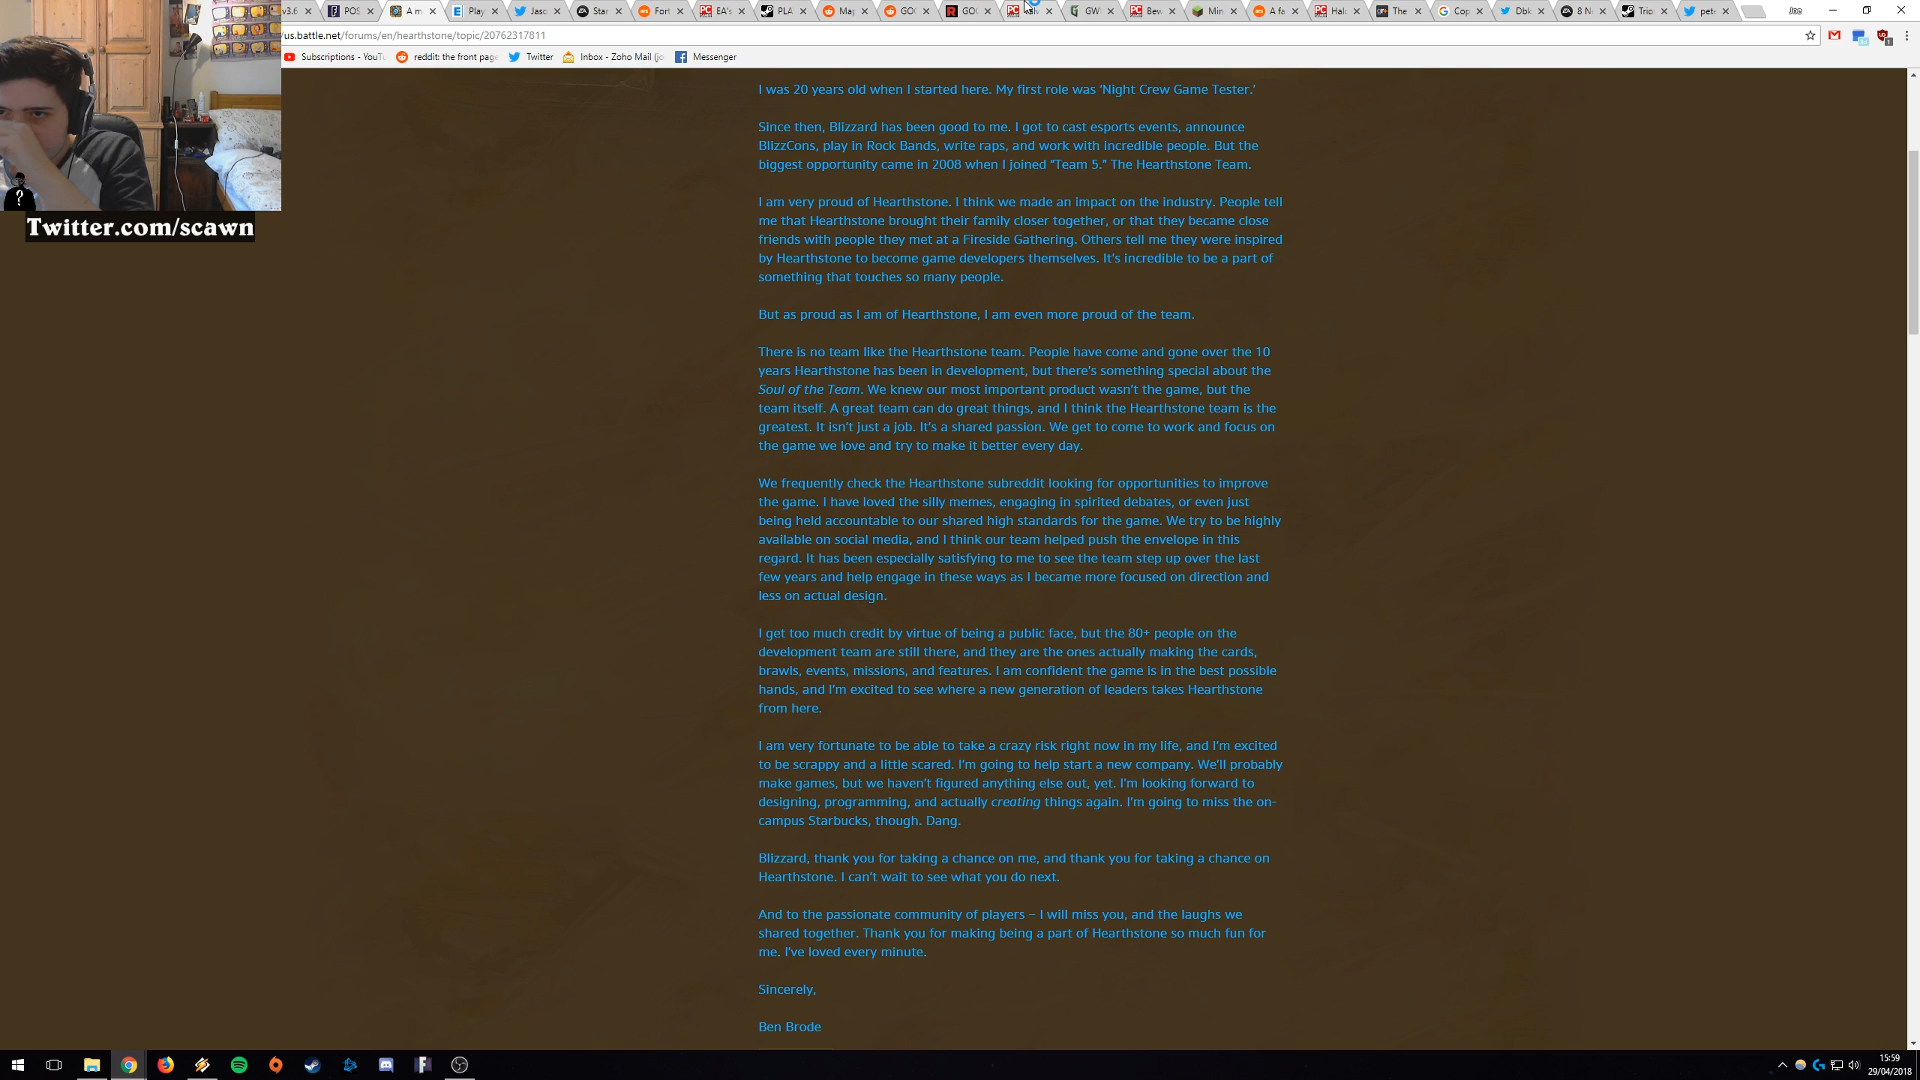 v3.6
POS
A m
Play
Jasc
Star
Fort
EA's
PLA
Ma
GO
GO
GW
Bev
Min
A fa
Halo
The
Cop
Dbk
8 N
Trio
pet
Joe
us.battle.net/forums/en/hearthstone/topic/20762317811
Subscriptions - YouTu
reddit: the front page
Twitter
Inbox - Zoho Mail (jo
Messenger
Twitter.com/scawn
I was 20 years old when I started here. My first role was ‘Night Crew Game Tester.’
Since then, Blizzard has been good to me. I got to cast esports events, announce
BlizzCons, play in Rock Bands, write raps, and work with incredible people. But the
biggest opportunity came in 2008 when I joined “Team 5.” The Hearthstone Team.
I am very proud of Hearthstone. I think we made an impact on the industry. People tell
me that Hearthstone brought their family closer together, or that they became close
friends with people they met at a Fireside Gathering. Others tell me they were inspired
by Hearthstone to become game developers themselves. It’s incredible to be a part of
something that touches so many people.
But as proud as I am of Hearthstone, I am even more proud of the team.
There is no team like the Hearthstone team. People have come and gone over the 10
years Hearthstone has been in development, but there’s something special about the
Soul of the Team. We knew our most important product wasn’t the game, but the
team itself. A great team can do great things, and I think the Hearthstone team is the
greatest. It isn’t just a job. It’s a shared passion. We get to come to work and focus on
the game we love and try to make it better every day.
We frequently check the Hearthstone subreddit looking for opportunities to improve
the game. I have loved the silly memes, engaging in spirited debates, or even just
being held accountable to our shared high standards for the game. We try to be highly
available on social media, and I think our team helped push the envelope in this
regard. It has been especially satisfying to me to see the team step up over the last
few years and help engage in these ways as I became more focused on direction and
less on actual design.
I get too much credit by virtue of being a public face, but the 80+ people on the
development team are still there, and they are the ones actually making the cards,
brawls, events, missions, and features. I am confident the game is in the best possible
hands, and I’m excited to see where a new generation of leaders takes Hearthstone
from here.
I am very fortunate to be able to take a crazy risk right now in my life, and I’m excited
to be scrappy and a little scared. I’m going to help start a new company. We’ll probably
make games, but we haven’t figured anything else out, yet. I’m looking forward to
designing, programming, and actually creating things again. I’m going to miss the on-
campus Starbucks, though. Dang.
Blizzard, thank you for taking a chance on me, and thank you for taking a chance on
Hearthstone. I can’t wait to see what you do next.
And to the passionate community of players – I will miss you, and the laughs we
shared together. Thank you for making being a part of Hearthstone so much fun for
me. I’ve loved every minute.
Sincerely,
Ben Brode
15:59
29/04/2018